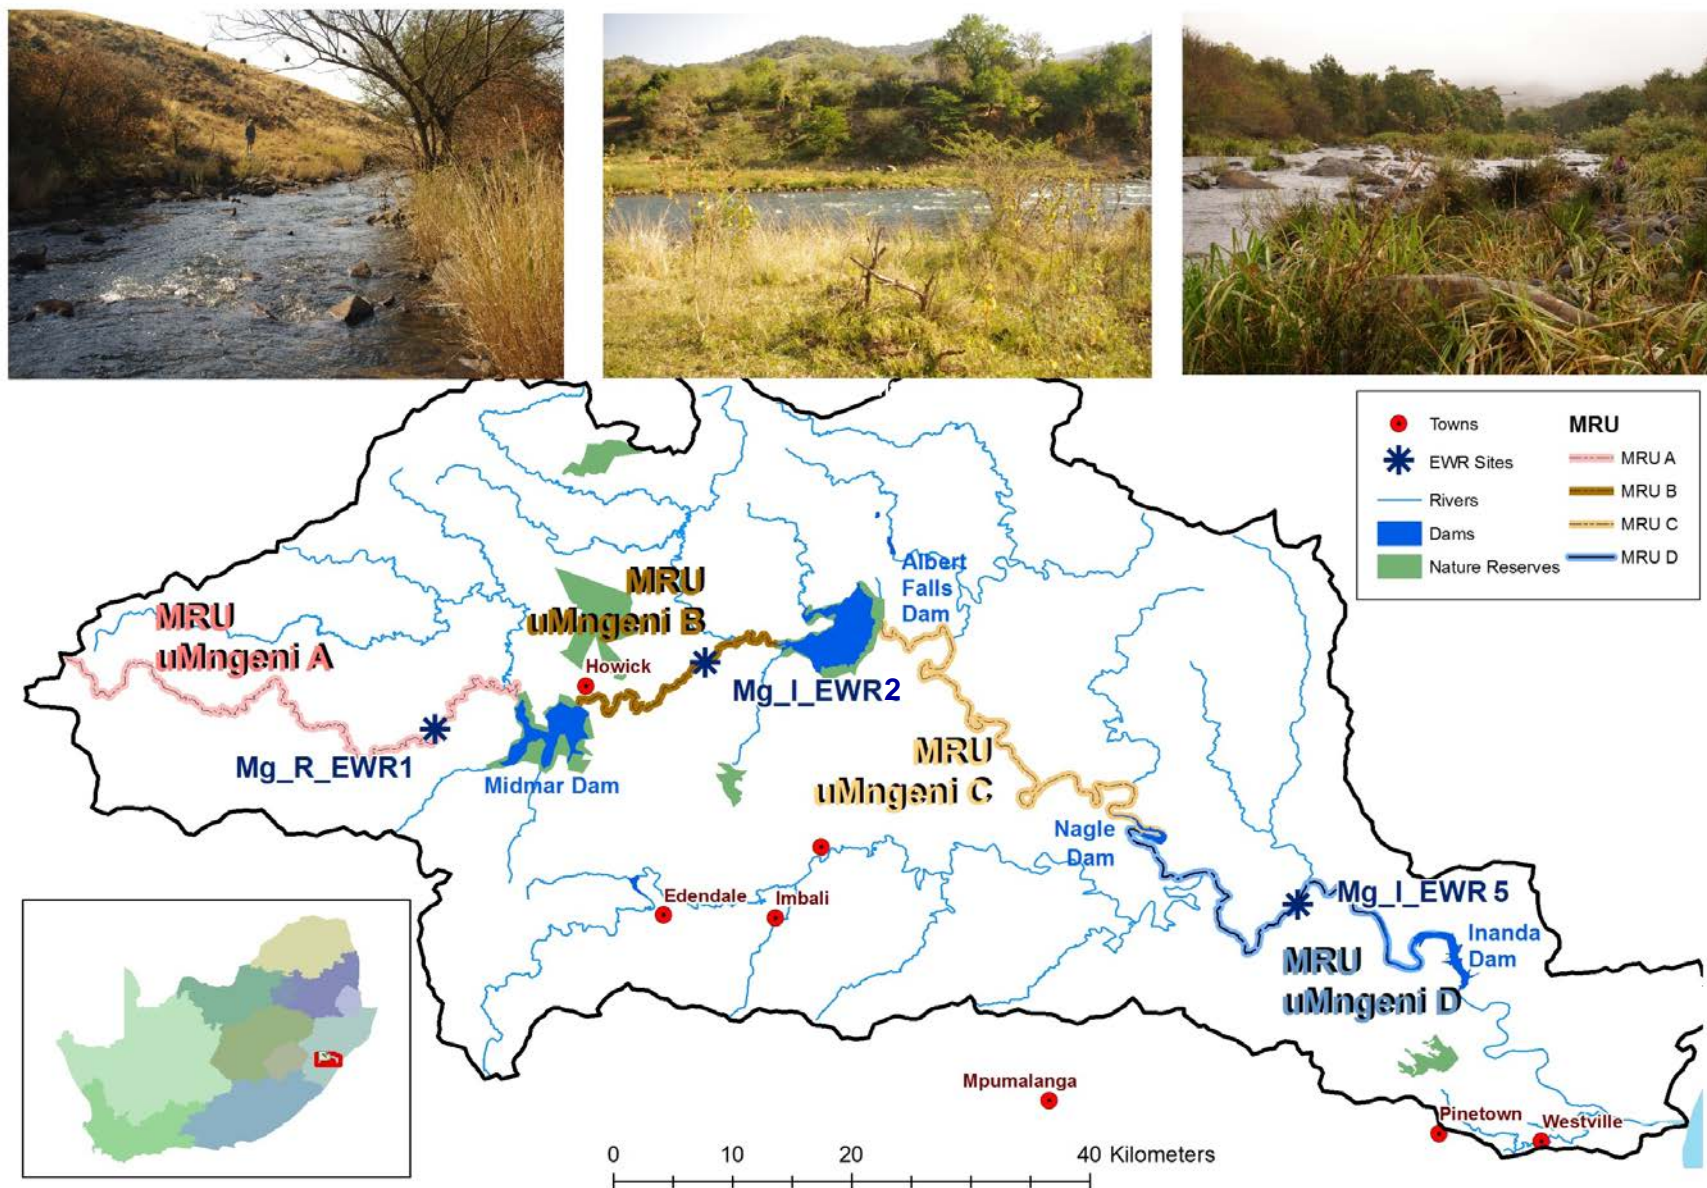 Towns
EWR Sites
Rivers
Dams
Nature Reserves
MRU
MRU A
MRU B
MRU C
MRU D
MRU
uMngeni A
MRU
uMngeni B
Albert
Falls
Dam
Howick
Mg_I_EWR2
Mg_R_EWR1
Midmar Dam
MRU
uMngeni C
Nagle
Dam
Edendale
Imbali
Mg_I_EWR 5
Inanda
Dam
MRU
uMngeni D
Mpumalanga
Pinetown
Westville
0 10 20 40 Kilometers